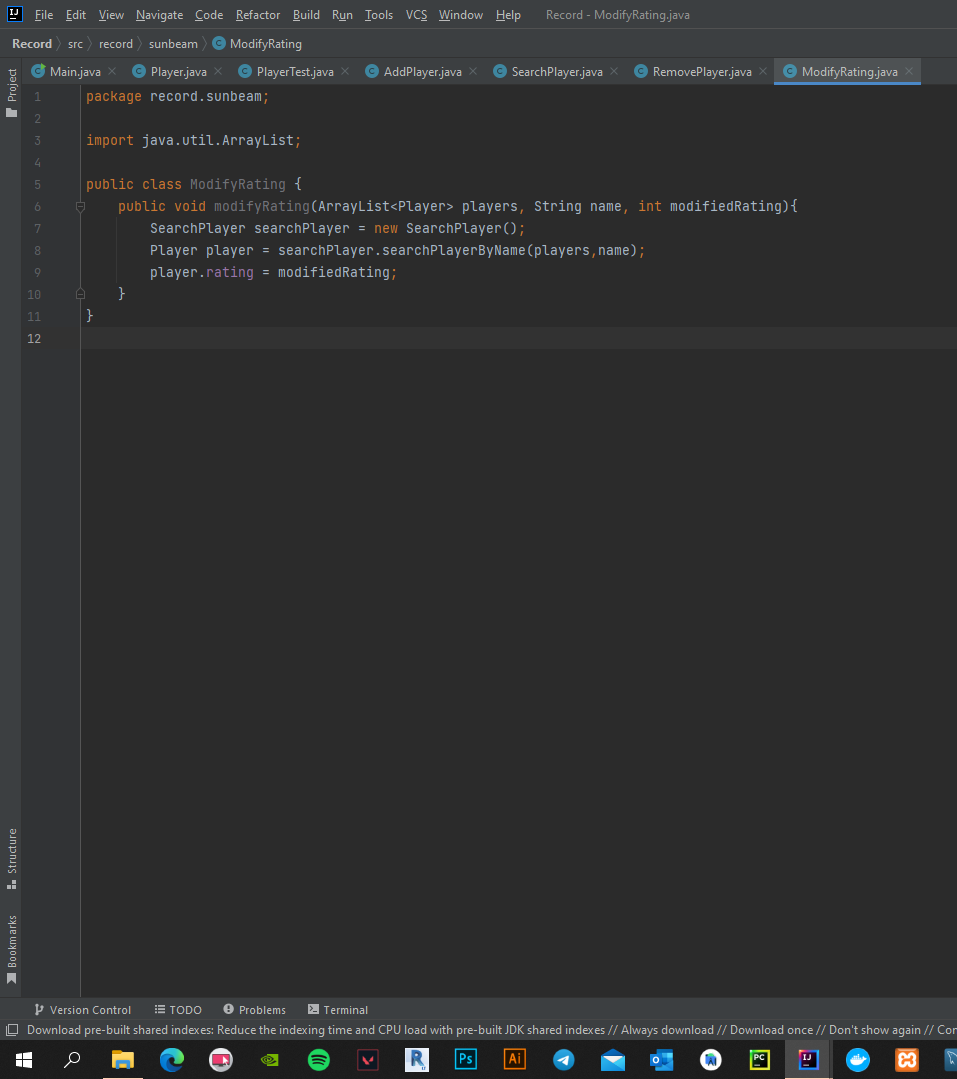 IJ File Edit View Navigate Code Refactor Build Run Tools VCS Window Help Record - ModifyRating.java
Record src record sunbeam C ModifyRating
C Main.java C Player.java C PlayerTest.java C AddPlayer.java C SearchPlayer.java C RemovePlayer.java C ModifyRating.java
Project
1 package record.sunbeam;
2
3 import java.util.ArrayList;
4
5 public class ModifyRating {
6 public void modifyRating(ArrayList<Player> players, String name, int modifiedRating){
7 SearchPlayer searchPlayer = new SearchPlayer();
8 Player player = searchPlayer.searchPlayerByName(players,name);
9 player.rating = modifiedRating;
10 }
11 }
12
Structure
Bookmarks
Version Control TODO Problems Terminal
Download pre-built shared indexes: Reduce the indexing time and CPU load with pre-built JDK shared indexes // Always download // Download once // Don't show again // Con
R Ps Ai PC IJ